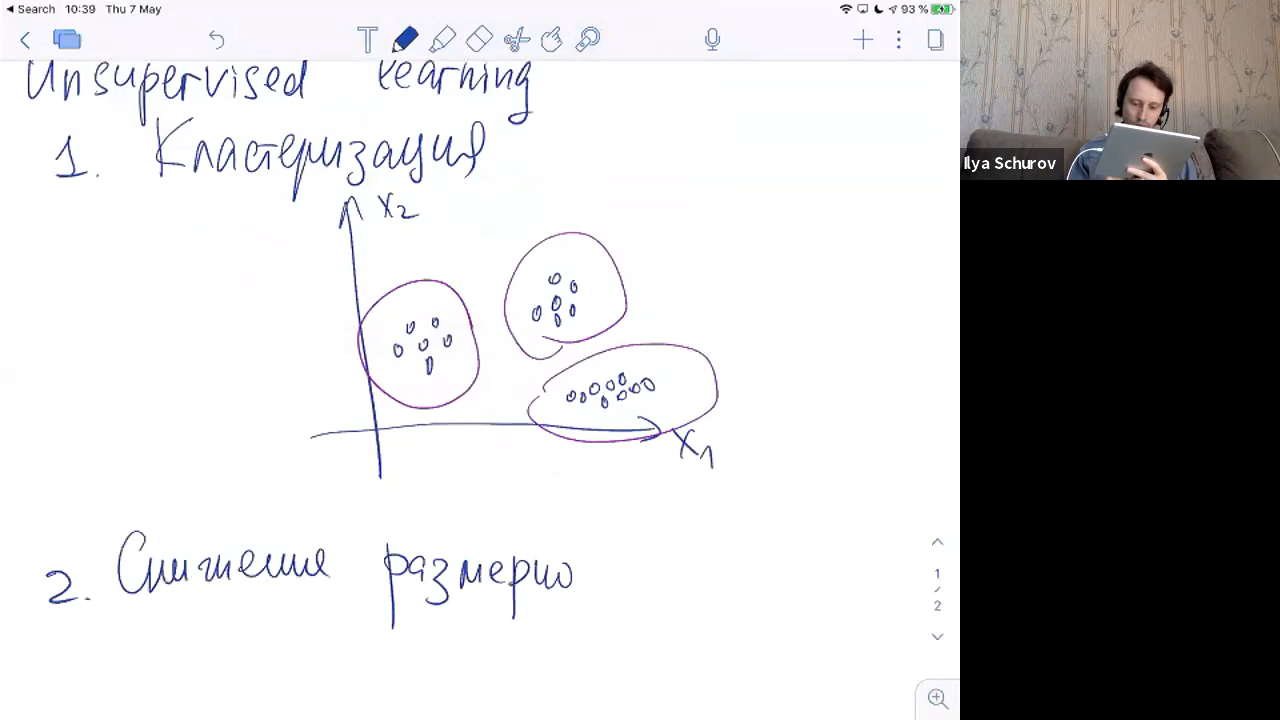 Search 10:39 Thu 7 May 93 %
T
Unsupervised learning
1. Кластеризация
x2
x1
2. Снижение размерно
1
/
2
Ilya Schurov